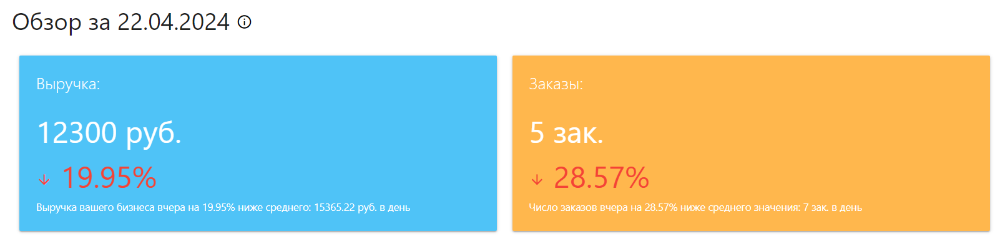 Обзор за 22.04.2024
Выручка:
12300 руб.
↓ 19.95%
Выручка вашего бизнеса вчера на 19.95% ниже среднего: 15365.22 руб. в день
Заказы:
5 зак.
↓ 28.57%
Число заказов вчера на 28.57% ниже среднего значения: 7 зак. в день